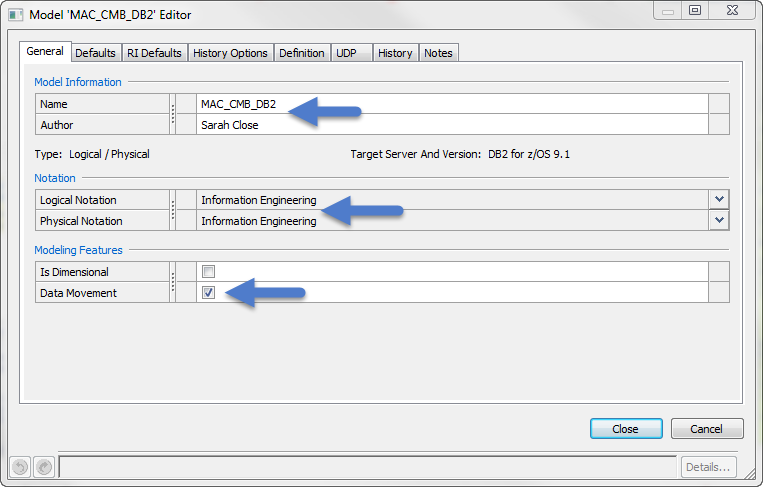 Model 'MAC_CMB_DB2' Editor
General Defaults RI Defaults History Options Definition UDP History Notes
Model Information
Name MAC_CMB_DB2
Author Sarah Close
Type: Logical / Physical Target Server And Version: DB2 for z/OS 9.1
Notation
Logical Notation Information Engineering
Physical Notation Information Engineering
Modeling Features
Is Dimensional
Data Movement
Close Cancel
Details...